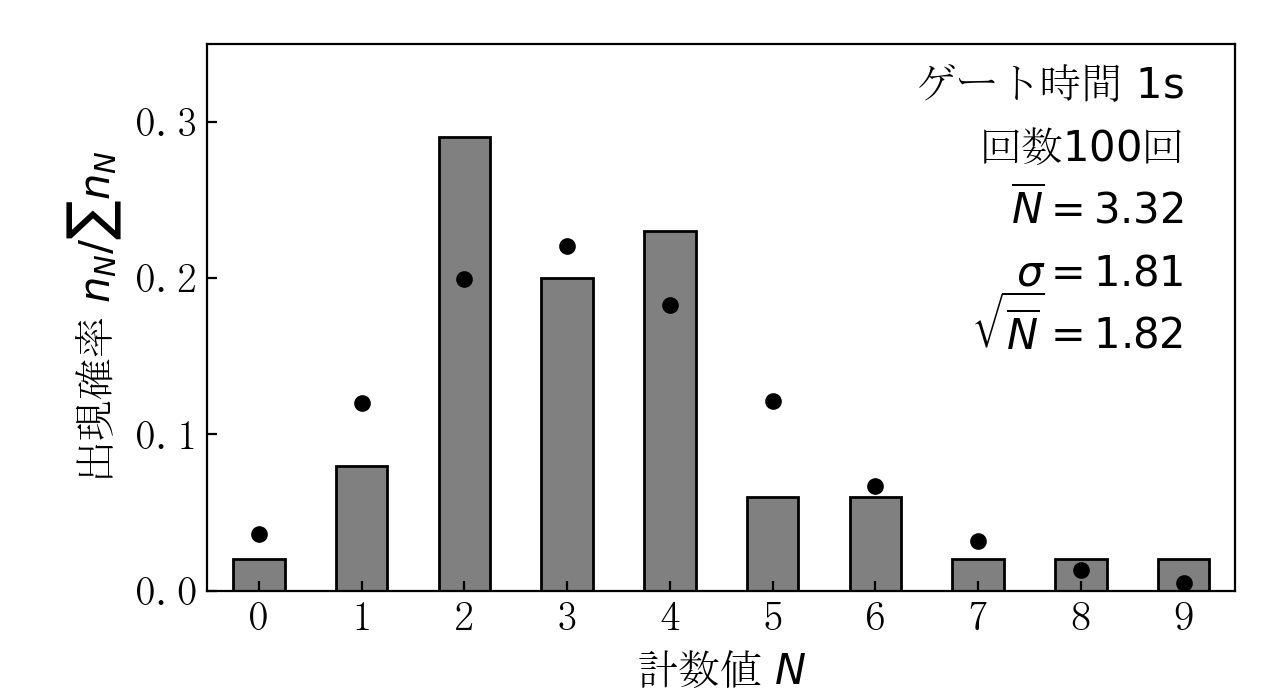 ゲート時間 1s
回数100回
N̅ = 3.32
σ = 1.81
√N̅ = 1.82
出現確率 n_N/∑n_N
0.3
0.2
0.1
0.0
0 1 2 3 4 5 6 7 8 9
計数値 N